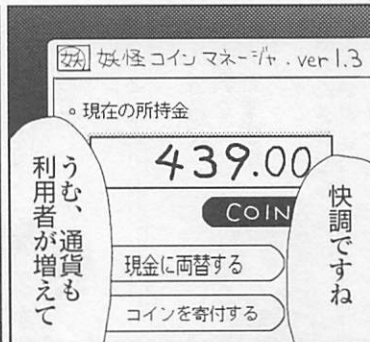 妖 妖怪コインマネージャ.ver1.3
。現在の所持金
439.00
COIN
現金に両替する
コインを寄付する
快調ですね
うむ、通貨も
利用者が増えて